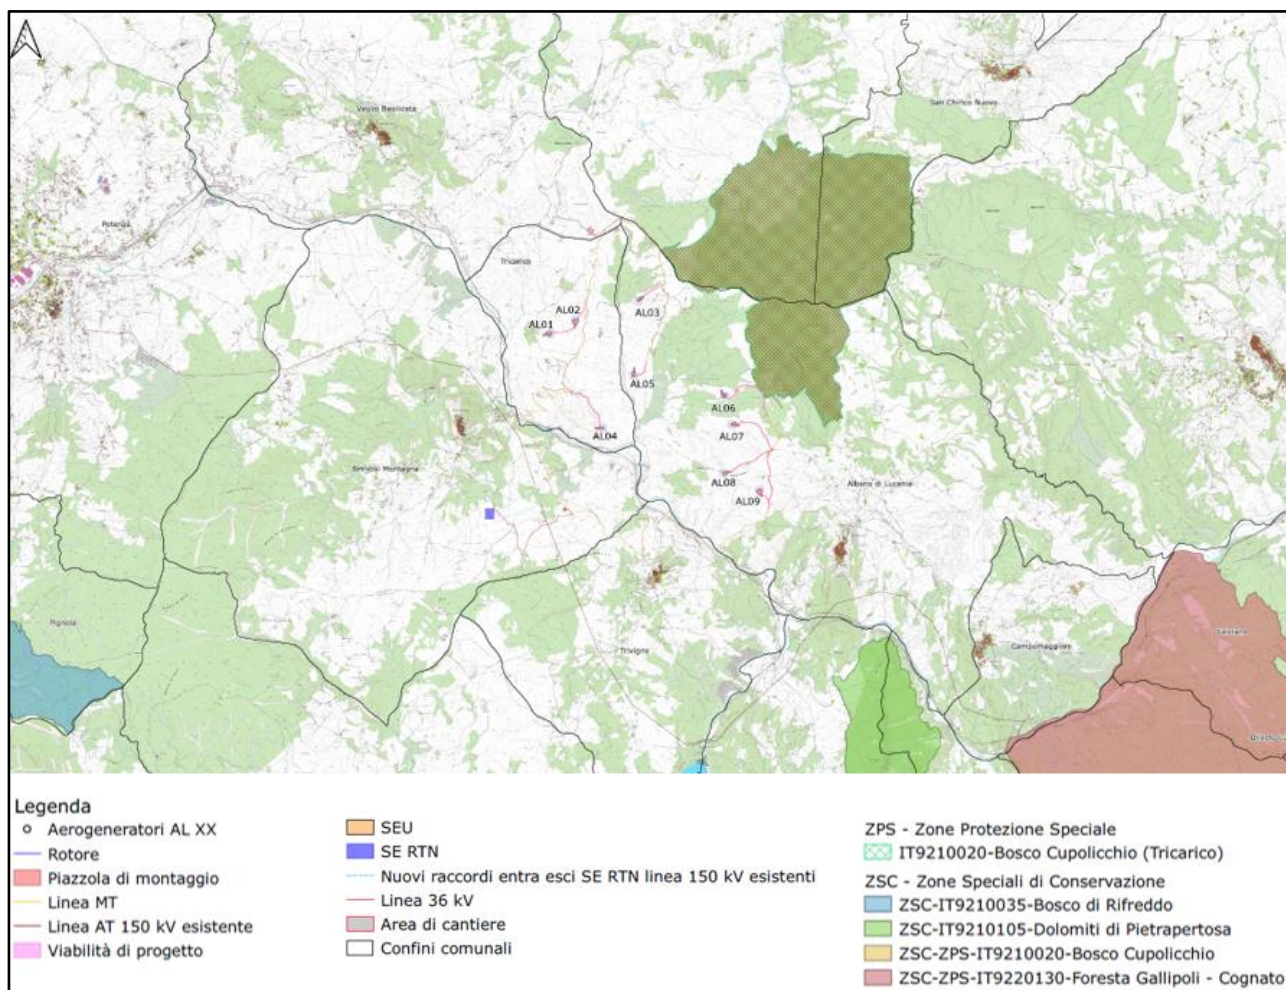 San Chirico Nuovo
Vaglio Basilicata
Potenza
Tricarico
AL03
AL02
AL01
AL05
AL06
AL04
AL07
Brindisi Montagna
AL08
Albano di Lucania
AL09
Pignola
Calciano
Campomaggiore
Trivigno
Legenda
Aerogeneratori AL XX
Rotore
Piazzola di montaggio
Linea MT
Linea AT 150 kV esistente
Viabilità di progetto
SEU
SE RTN
Nuovi raccordi entra esci SE RTN linea 150 kV esistenti
Linea 36 kV
Area di cantiere
Confini comunali
ZPS - Zone Protezione Speciale
IT9210020-Bosco Cupolicchio (Tricarico)
ZSC - Zone Speciali di Conservazione
ZSC-IT9210035-Bosco di Rifreddo
ZSC-IT9210105-Dolomiti di Pietrapertosa
ZSC-ZPS-IT9210020-Bosco Cupolicchio
ZSC-ZPS-IT9220130-Foresta Gallipoli - Cognato